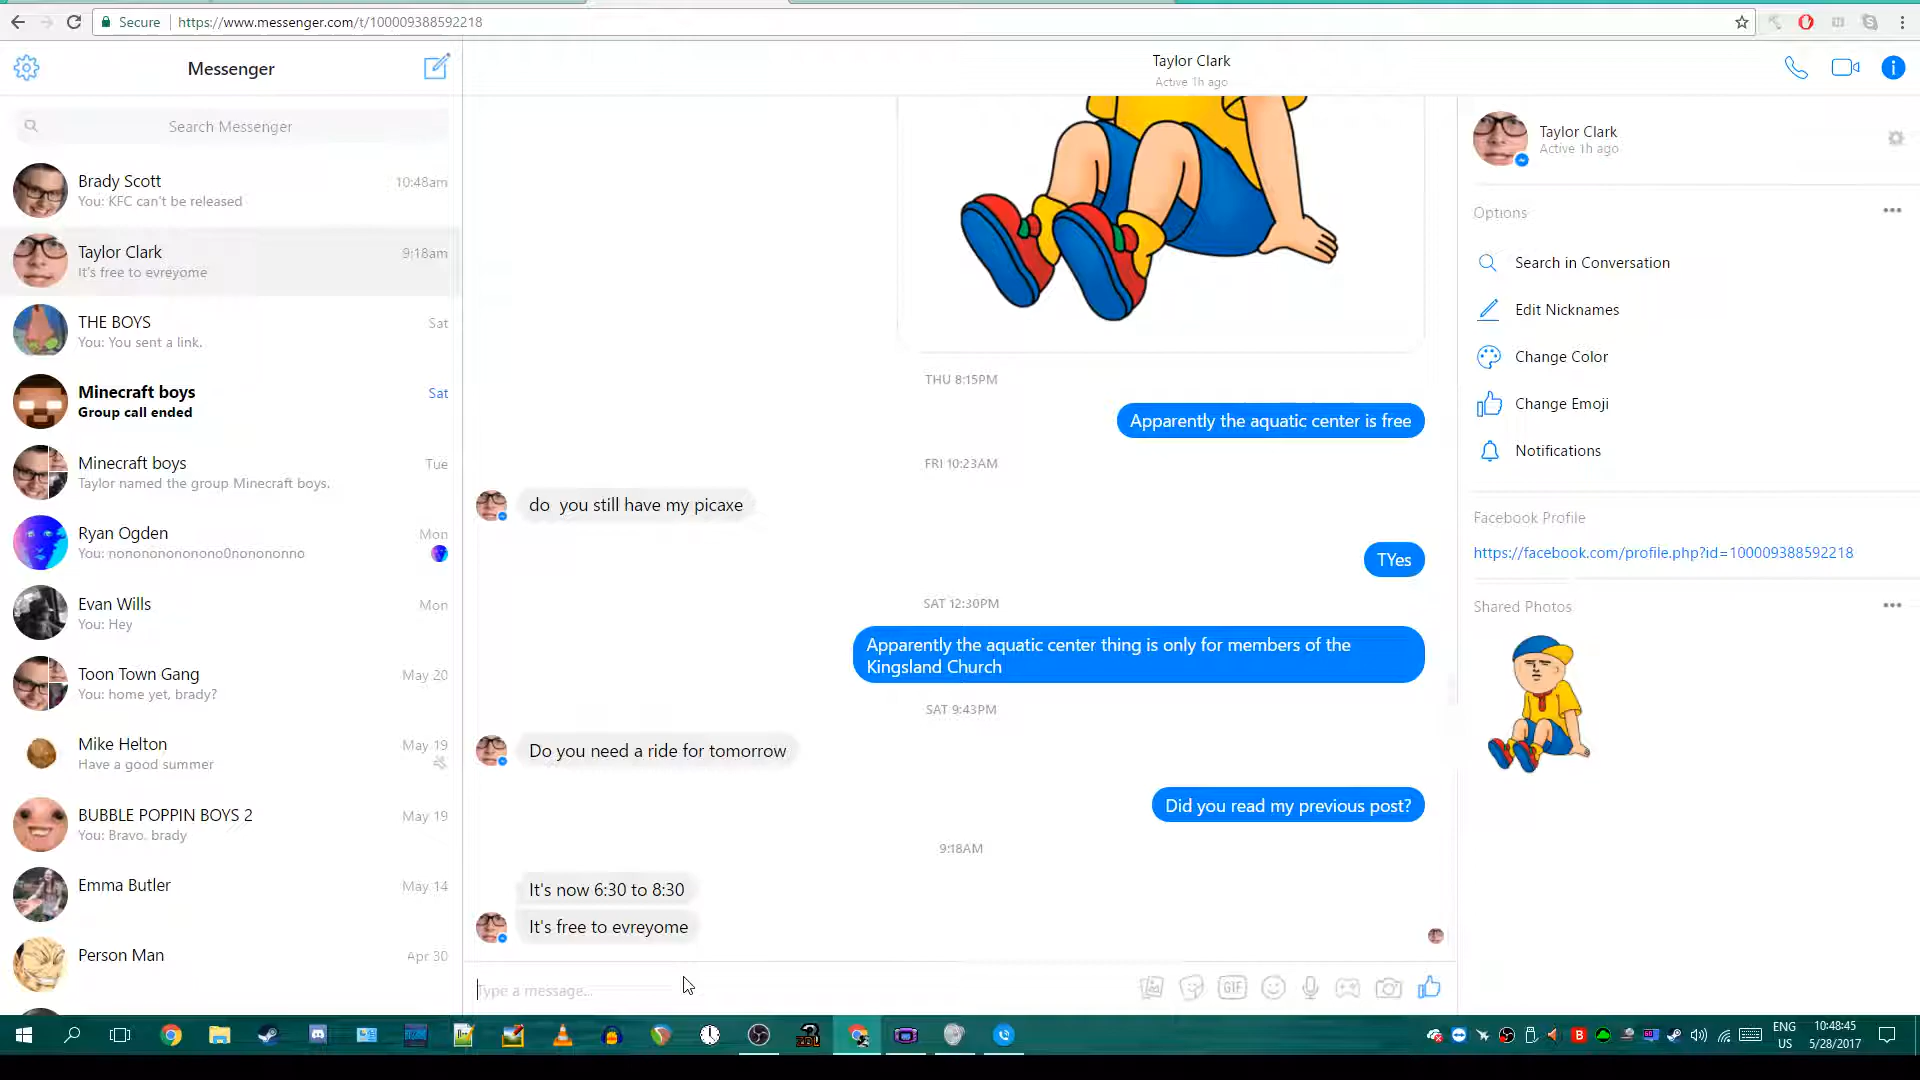 Secure
https://www.messenger.com/t/100009388592218
Messenger
Search Messenger
Brady Scott
10:48am
You: KFC can't be released
Taylor Clark
9:18am
It's free to evreyome
THE BOYS
Sat
You: You sent a link.
Minecraft boys
Sat
Group call ended
Minecraft boys
Tue
Taylor named the group Minecraft boys.
Ryan Ogden
Mon
You: nonononononono0nonononno
Evan Wills
Mon
You: Hey
Toon Town Gang
May 20
You: home yet, brady?
Mike Helton
May 19
Have a good summer
BUBBLE POPPIN BOYS 2
May 19
You: Bravo. brady
Emma Butler
May 14
Person Man
Apr 30
Taylor Clark
Active 1h ago
THU 8:15PM
Apparently the aquatic center is free
FRI 10:23AM
do you still have my picaxe
TYes
SAT 12:30PM
Apparently the aquatic center thing is only for members of the
Kingsland Church
SAT 9:43PM
Do you need a ride for tomorrow
Did you read my previous post?
9:18AM
It's now 6:30 to 8:30
It's free to evreyome
Type a message...
GIF
Taylor Clark
Active 1h ago
Options
Search in Conversation
Edit Nicknames
Change Color
Change Emoji
Notifications
Facebook Profile
https://facebook.com/profile.php?id=100009388592218
Shared Photos
ENG
US
10:48:45
5/28/2017